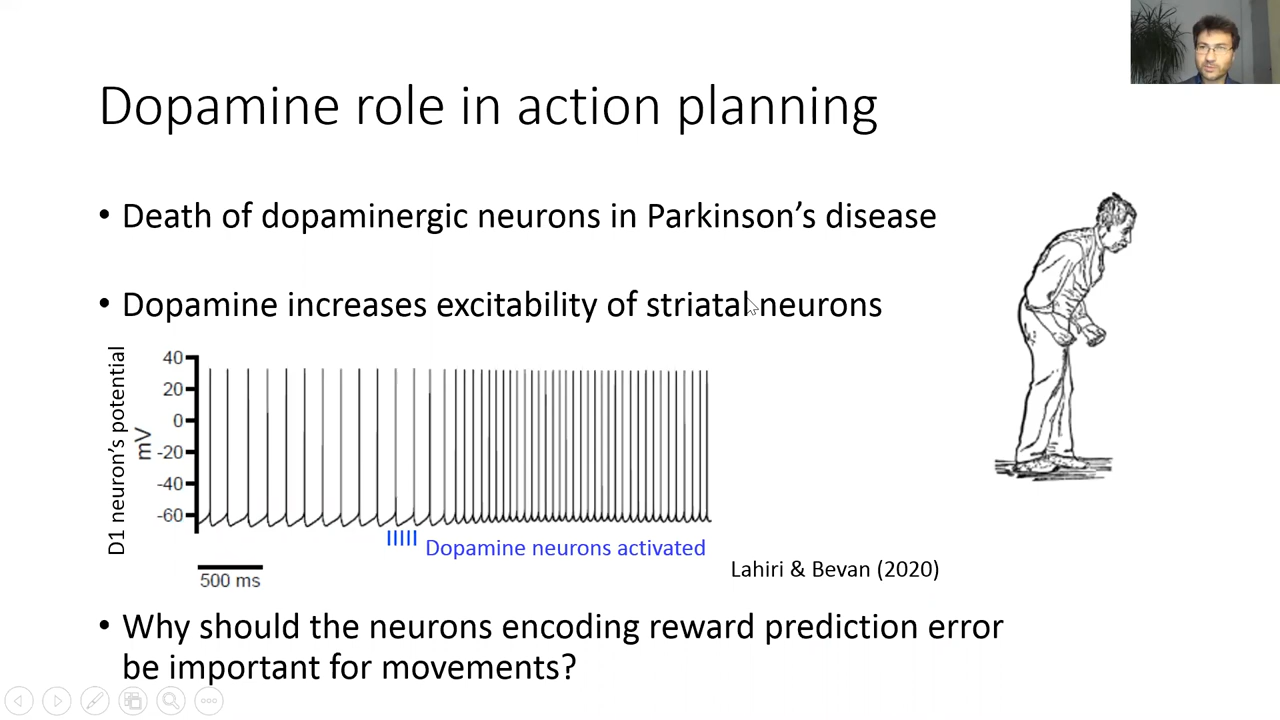 Dopamine role in action planning
• Death of dopaminergic neurons in Parkinson’s disease
• Dopamine increases excitability of striatal neurons
D1 neuron’s potential
mV
40
20
0
-20
-40
-60
Dopamine neurons activated
500 ms
Lahiri & Bevan (2020)
• Why should the neurons encoding reward prediction error
be important for movements?